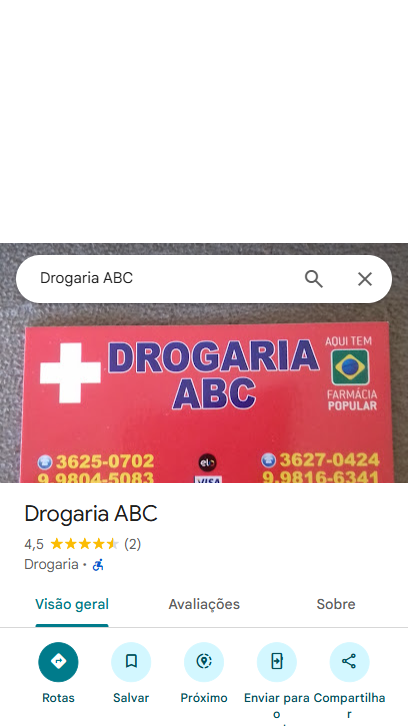 Drogaria ABC
DROGARIA
ABC
AQUI TEM
FARMÁCIA
POPULAR
3625-0702
elo
3627-0424
9.9804-5083
VISA
9.9816-6341
Drogaria ABC
4,5 (2)
Drogaria ·
Visão geral
Avaliações
Sobre
Rotas
Salvar
Próximo
Enviar para
o
Compartilha
r